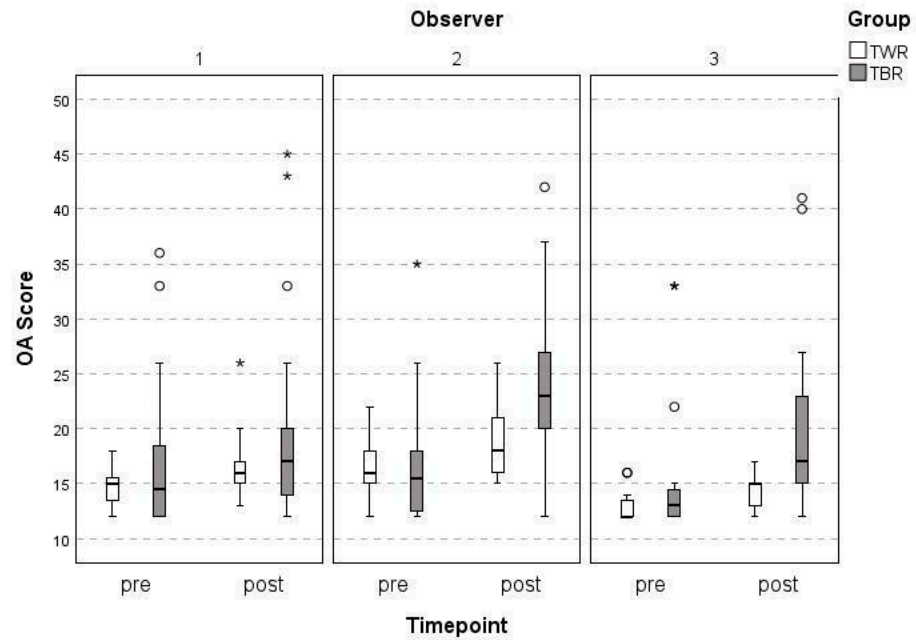 Observer
Group
1
2
3
TWR
TBR
50
45
40
35
30
25
20
15
10
OA Score
pre
post
pre
post
pre
post
Timepoint